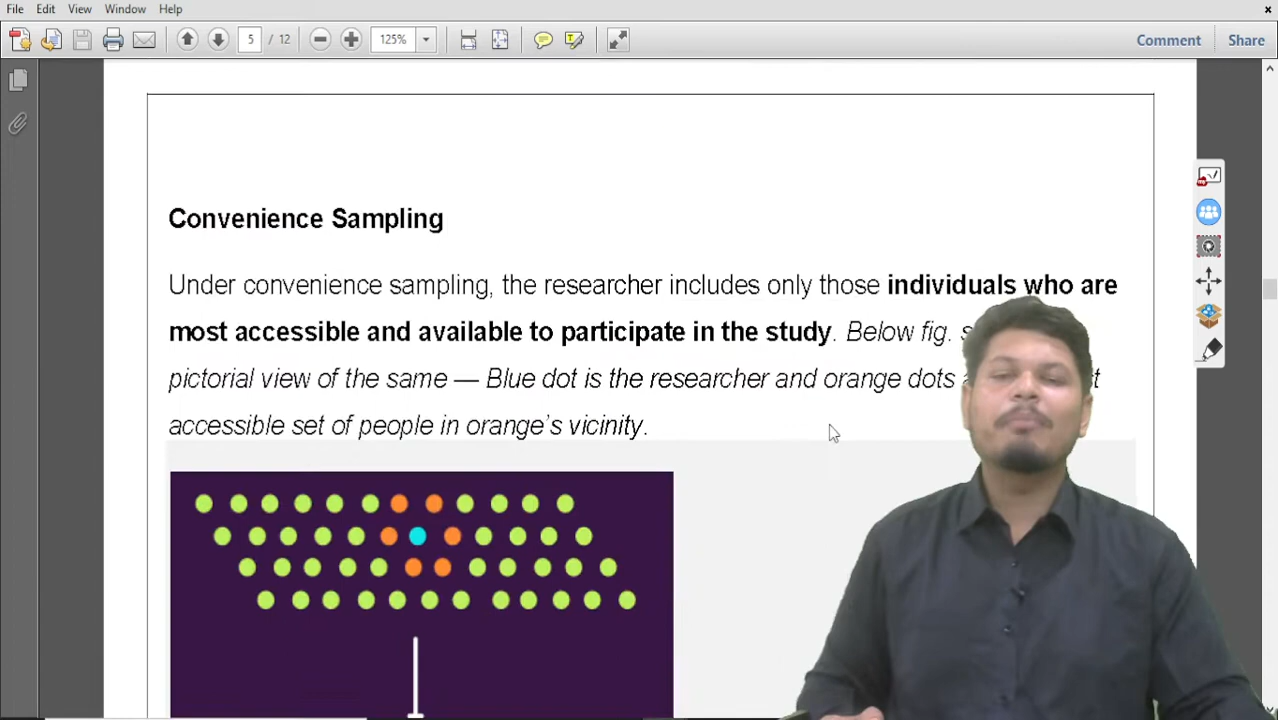 File Edit View Window Help
5 / 12 125% Comment Share
Convenience Sampling
Under convenience sampling, the researcher includes only those individuals who are
most accessible and available to participate in the study. Below fig.
pictorial view of the same — Blue dot is the researcher and orange dots
accessible set of people in orange's vicinity.